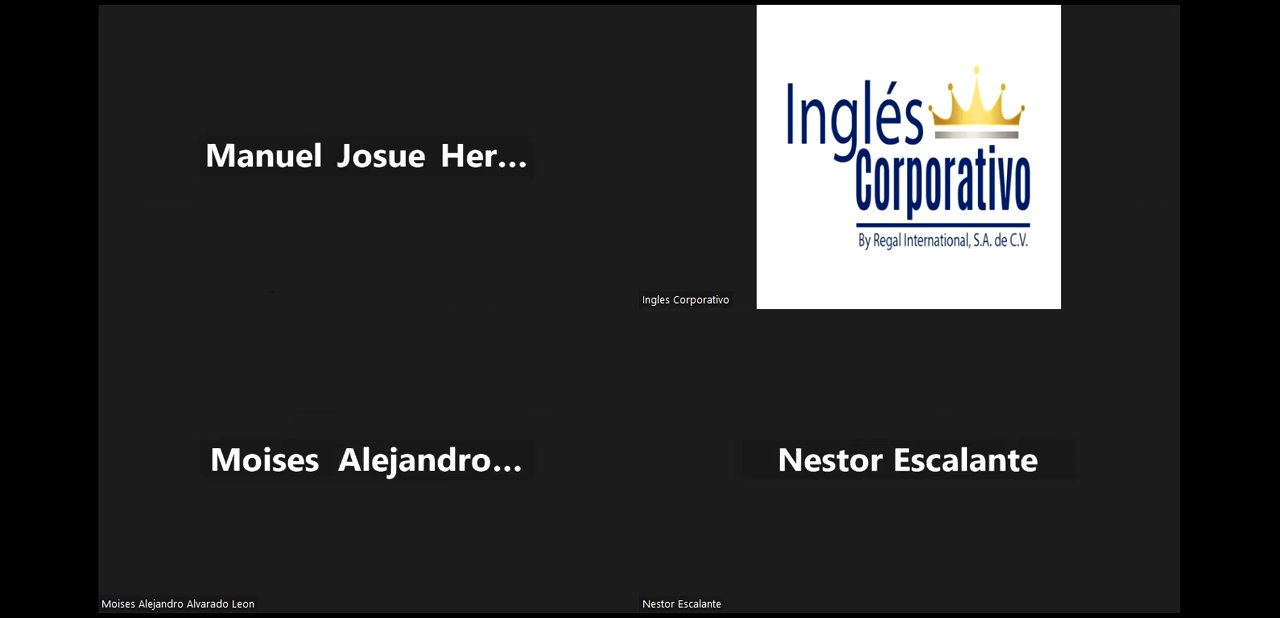 Manuel Josue Her...
Inglés
Corporativo
By Regal International, S.A. de C.V.
Ingles Corporativo
Moises Alejandro...
Nestor Escalante
Moises Alejandro Alvarado Leon
Nestor Escalante